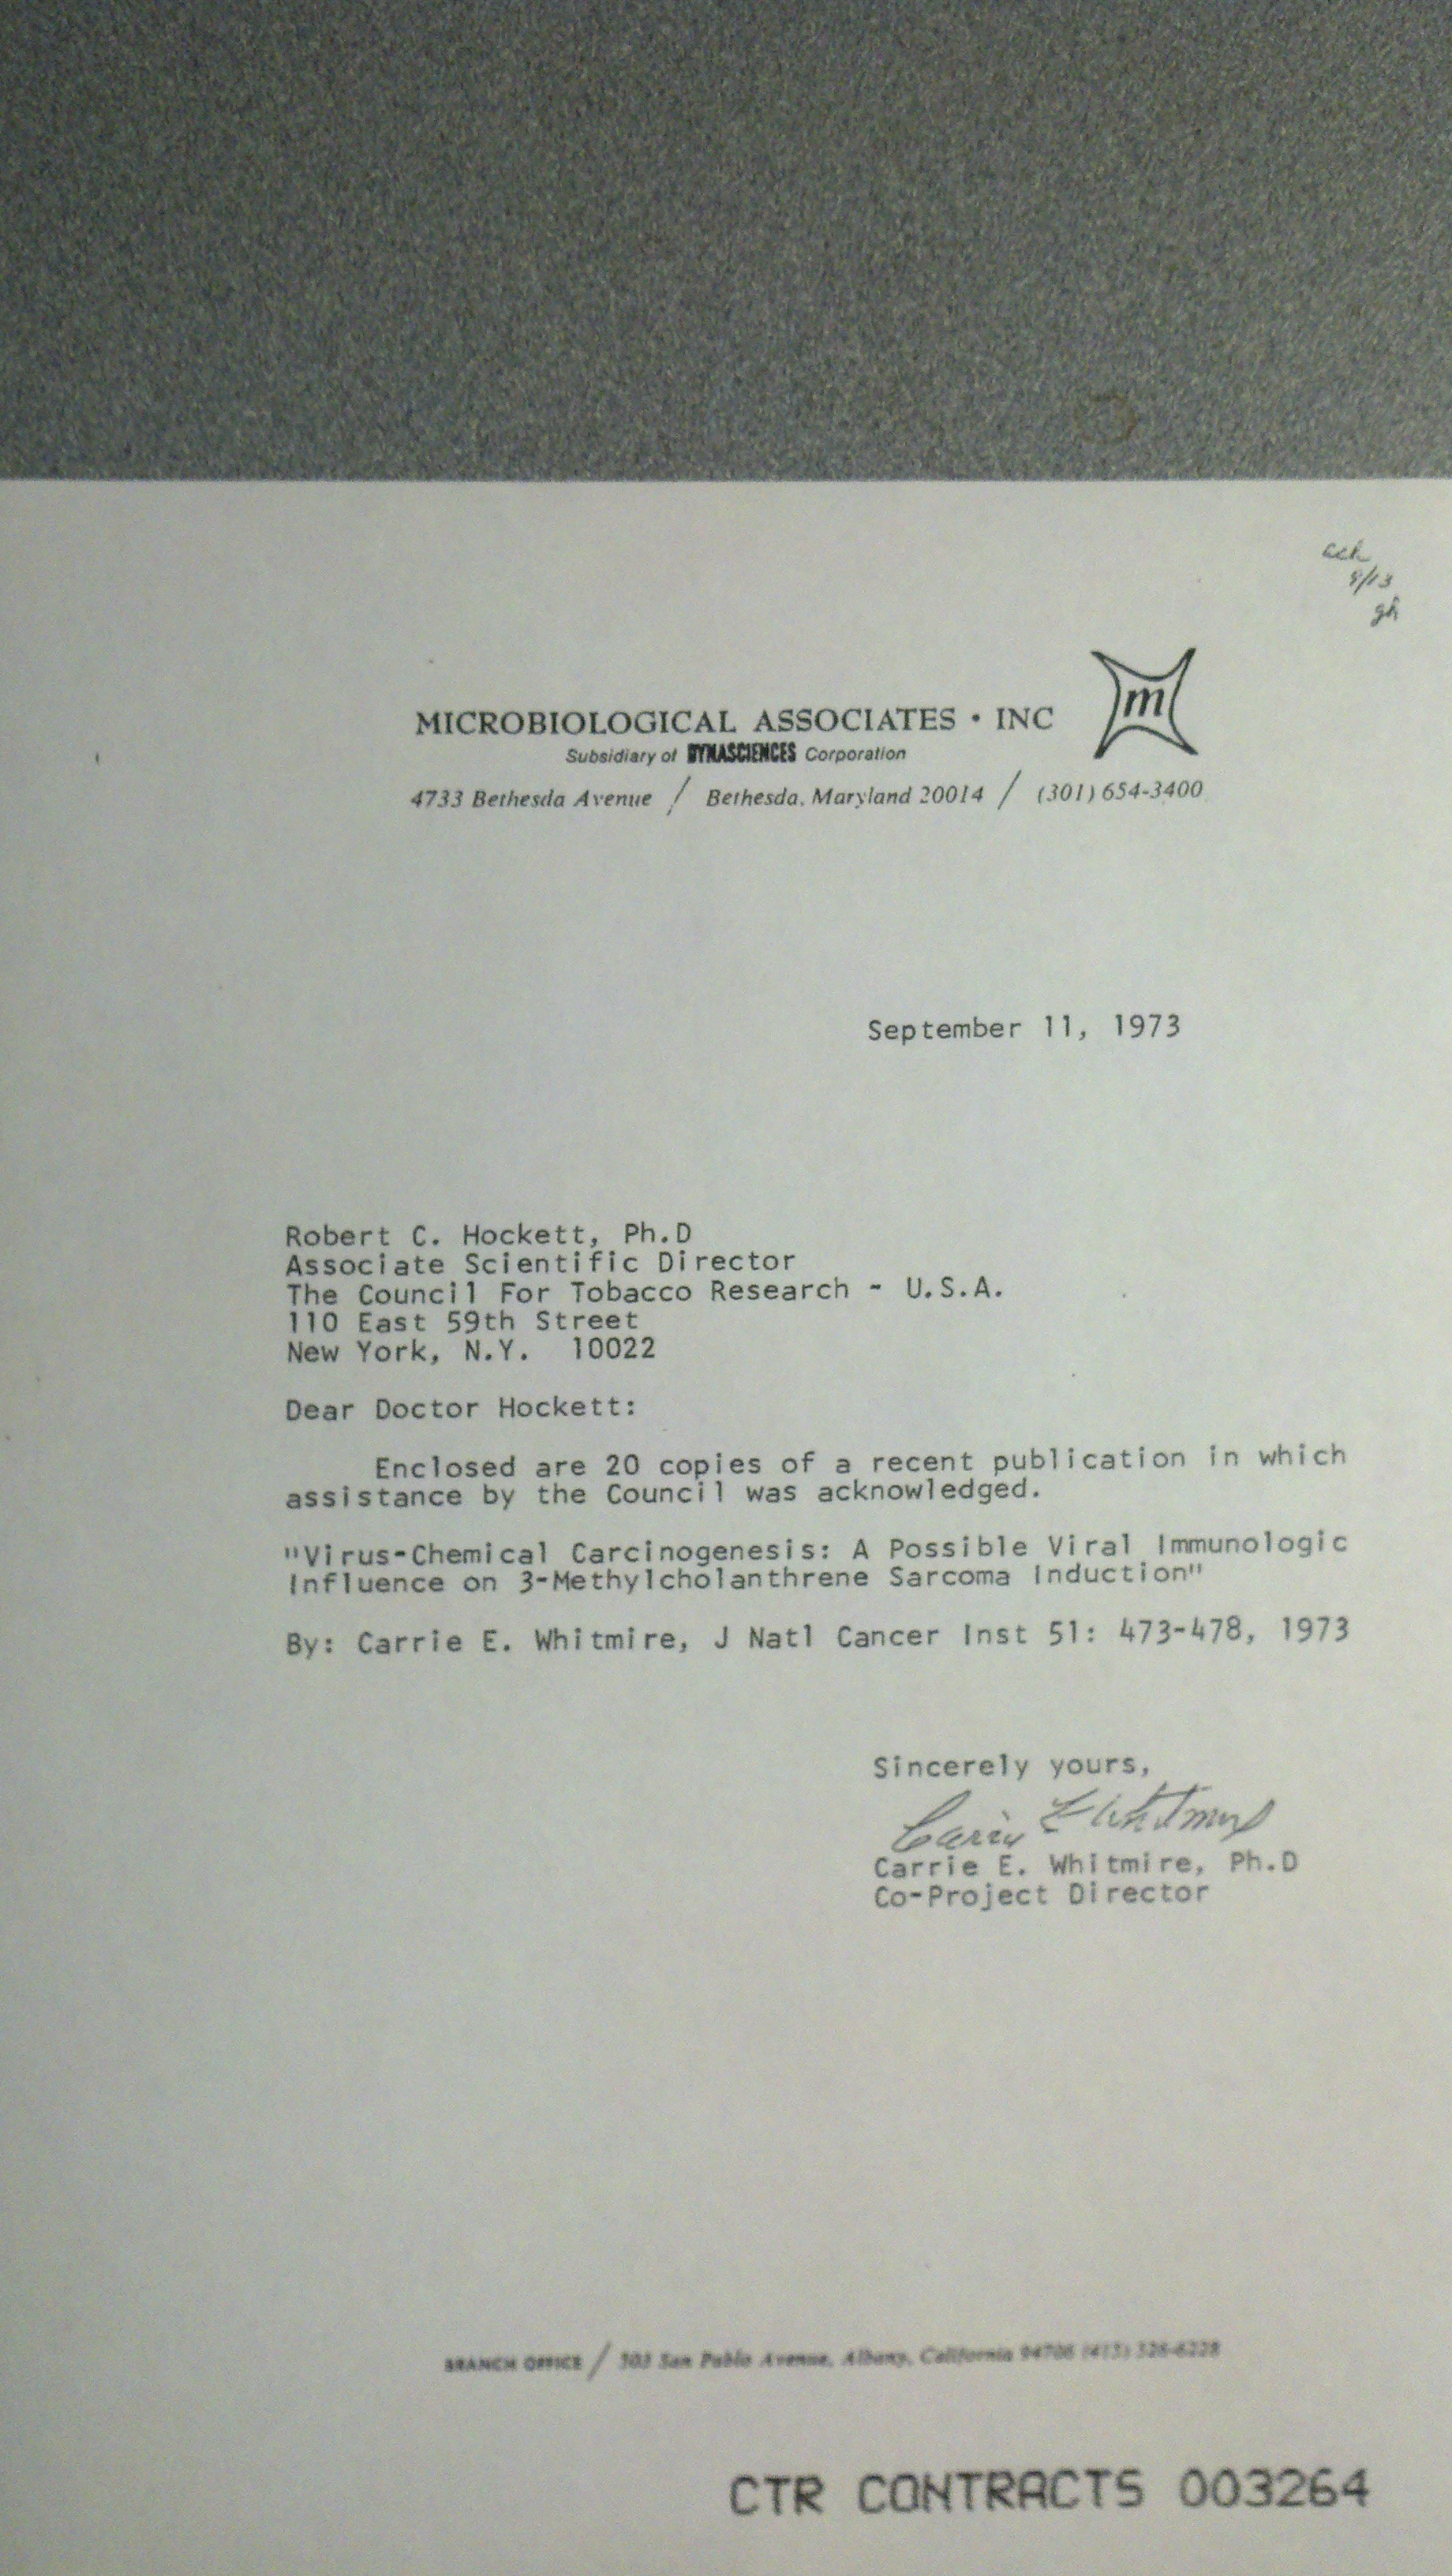 ack
9/13
gh
m
MICROBIOLOGICAL ASSOCIATES • INC
Subsidiary of DYNASCIENCES Corporation
4733 Bethesda Avenue / Bethesda, Maryland 20014 / (301) 654-3400
September 11, 1973
Robert C. Hockett, Ph.D
Associate Scientific Director
The Council For Tobacco Research - U.S.A.
110 East 59th Street
New York, N.Y. 10022
Dear Doctor Hockett:
Enclosed are 20 copies of a recent publication in which
assistance by the Council was acknowledged.
"Virus-Chemical Carcinogenesis: A Possible Viral Immunologic
Influence on 3-Methylcholanthrene Sarcoma Induction"
By: Carrie E. Whitmire, J Natl Cancer Inst 51: 473-478, 1973
Sincerely yours,
Carrie E Whitmire
Carrie E. Whitmire, Ph.D
Co-Project Director
BRANCH OFFICE / San Pablo Avenue, Albany, California 94706 (415)
CTR CONTRACTS 003264